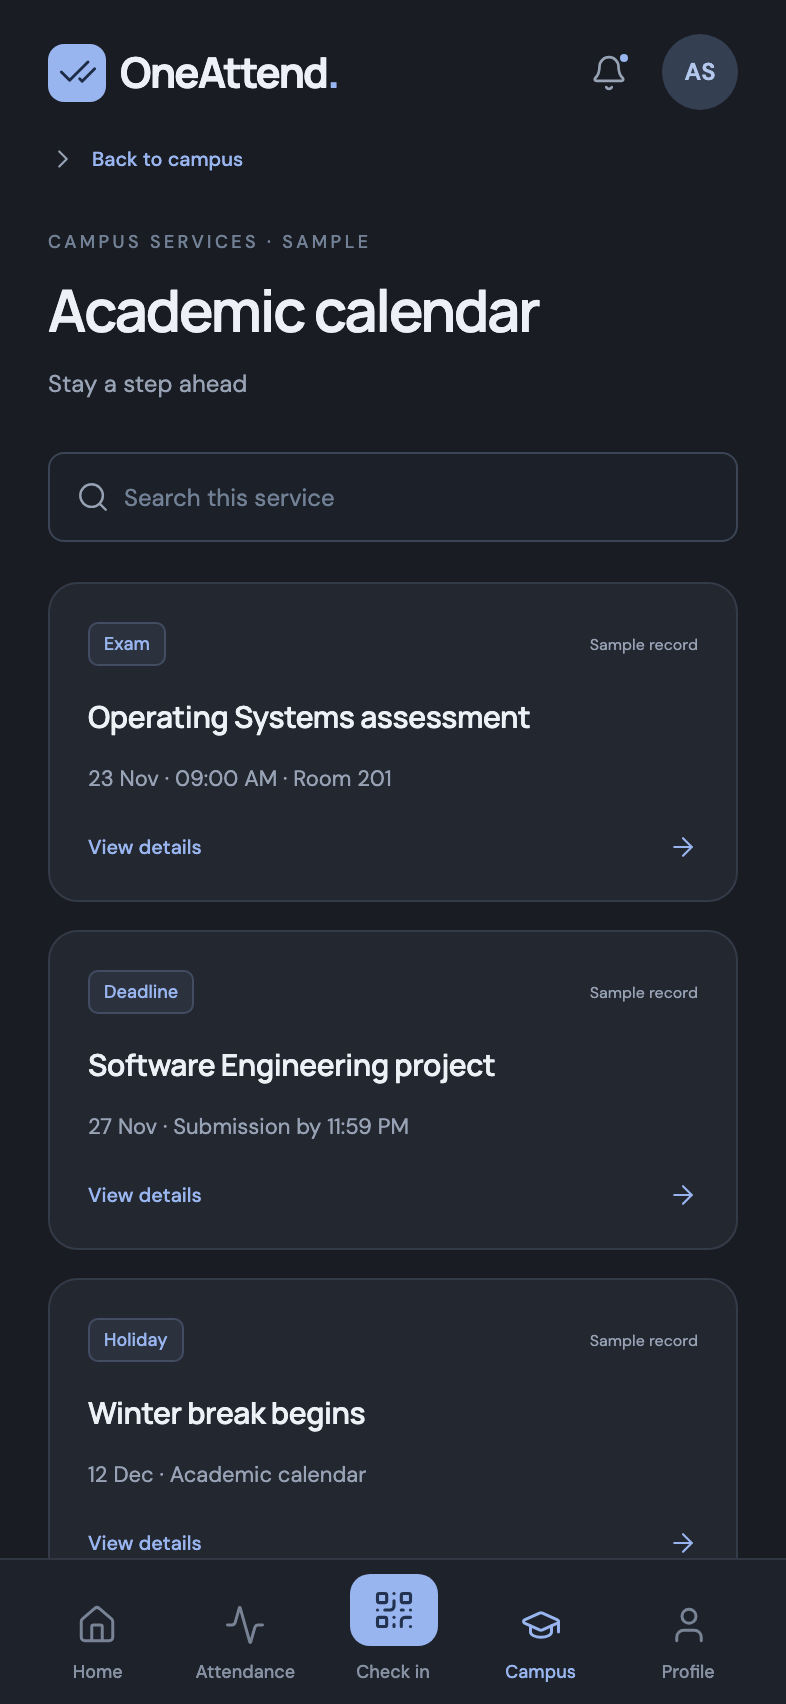 OneAttend.
AS
Back to campus
CAMPUS SERVICES · SAMPLE
Academic calendar
Stay a step ahead
Search this service
Exam
Sample record
Operating Systems assessment
23 Nov · 09:00 AM · Room 201
View details
Deadline
Sample record
Software Engineering project
27 Nov · Submission by 11:59 PM
View details
Holiday
Sample record
Winter break begins
12 Dec · Academic calendar
View details
Home
Attendance
Check in
Campus
Profile